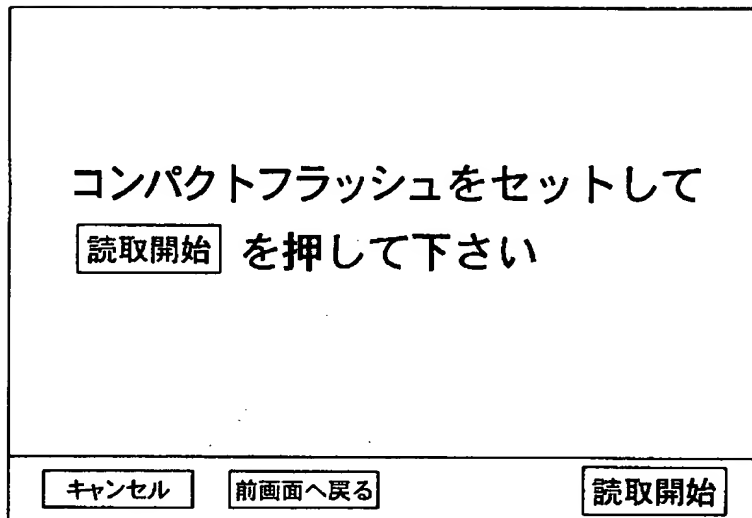 コンパクトフラッシュをセットして
読取開始 を押して下さい
キャンセル 前画面へ戻る 読取開始